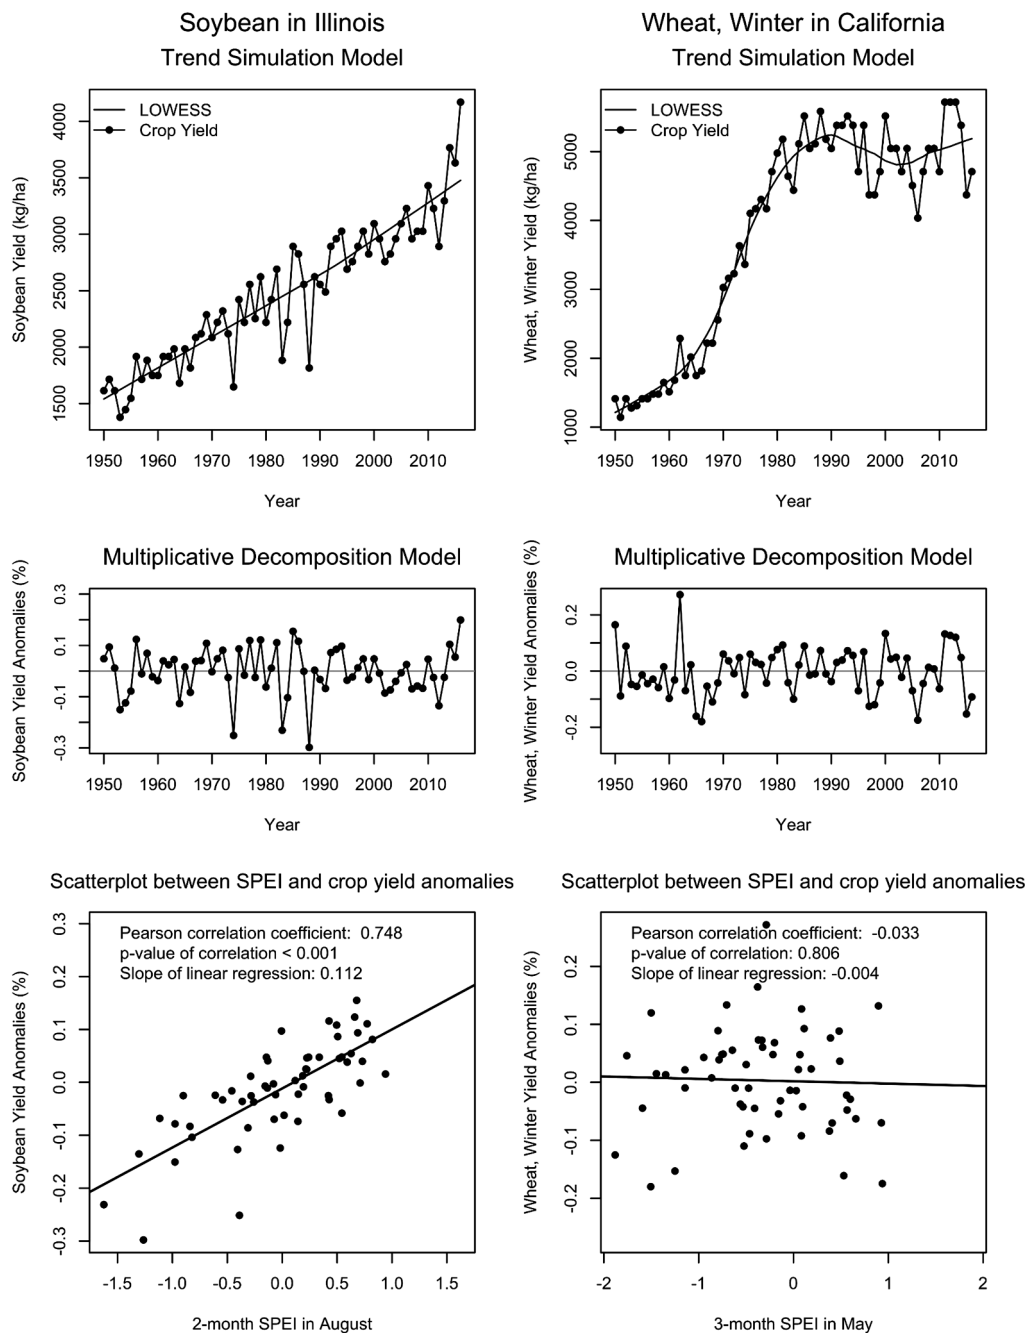 Soybean in Illinois
Trend Simulation Model
LOWESS
Crop Yield
Soybean Yield (kg/ha)
4000
3500
3000
2500
2000
1500
1950 1960 1970 1980 1990 2000 2010
Year
Wheat, Winter in California
Trend Simulation Model
LOWESS
Crop Yield
Wheat, Winter Yield (kg/ha)
5000
4000
3000
2000
1000
1950 1960 1970 1980 1990 2000 2010
Year
Multiplicative Decomposition Model
Soybean Yield Anomalies (%)
0.3
0.1
-0.1
-0.3
1950 1960 1970 1980 1990 2000 2010
Year
Multiplicative Decomposition Model
Wheat, Winter Yield Anomalies (%)
0.2
0.0
-0.2
1950 1960 1970 1980 1990 2000 2010
Year
Scatterplot between SPEI and crop yield anomalies
Pearson correlation coefficient: 0.748
p-value of correlation < 0.001
Slope of linear regression: 0.112
Soybean Yield Anomalies (%)
0.3
0.2
0.1
0.0
-0.1
-0.2
-0.3
-1.5 -1.0 -0.5 0.0 0.5 1.0 1.5
2-month SPEI in August
Scatterplot between SPEI and crop yield anomalies
Pearson correlation coefficient: -0.033
p-value of correlation: 0.806
Slope of linear regression: -0.004
Wheat, Winter Yield Anomalies (%)
0.2
0.1
0.0
-0.1
-0.2
-2 -1 0 1 2
3-month SPEI in May